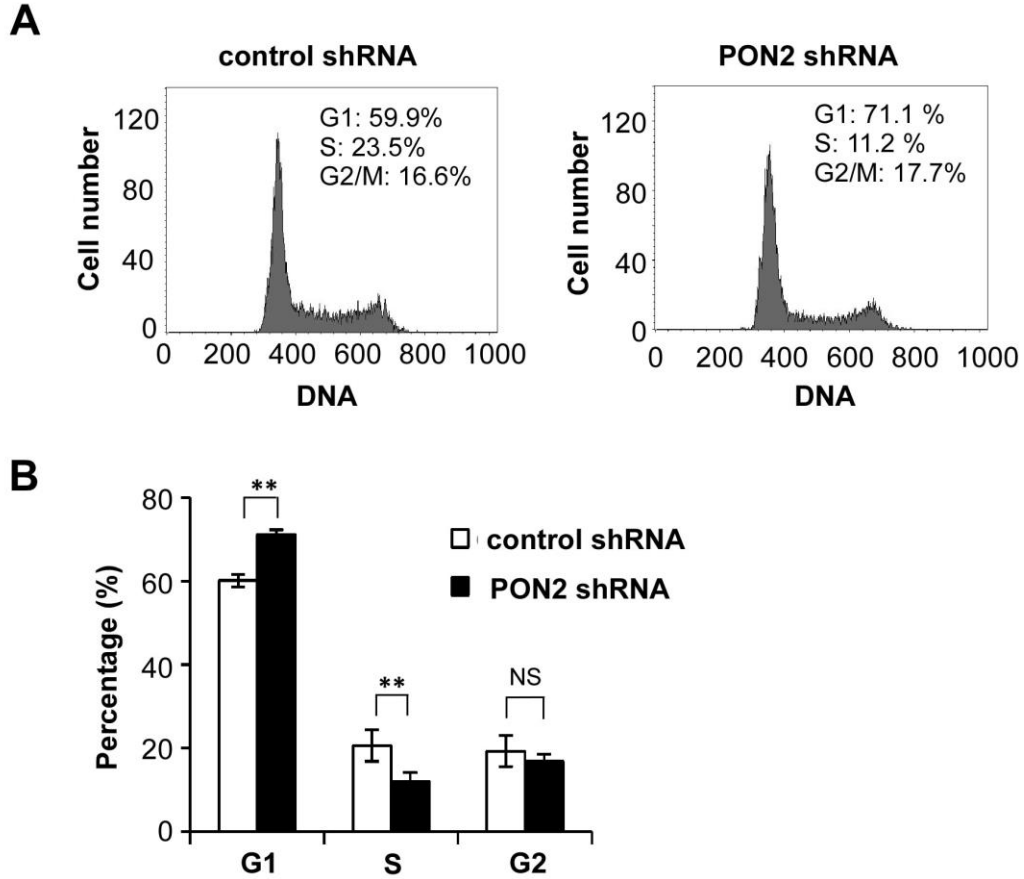 A
control shRNA
G1: 59.9%
S: 23.5%
G2/M: 16.6%
Cell number
120
80
40
0
0 200 400 600 800 1000
DNA
PON2 shRNA
G1: 71.1 %
S: 11.2 %
G2/M: 17.7%
Cell number
120
80
40
0
0 200 400 600 800 1000
DNA
B
Percentage (%)
80
60
40
20
0
**
**
NS
control shRNA
PON2 shRNA
G1 S G2